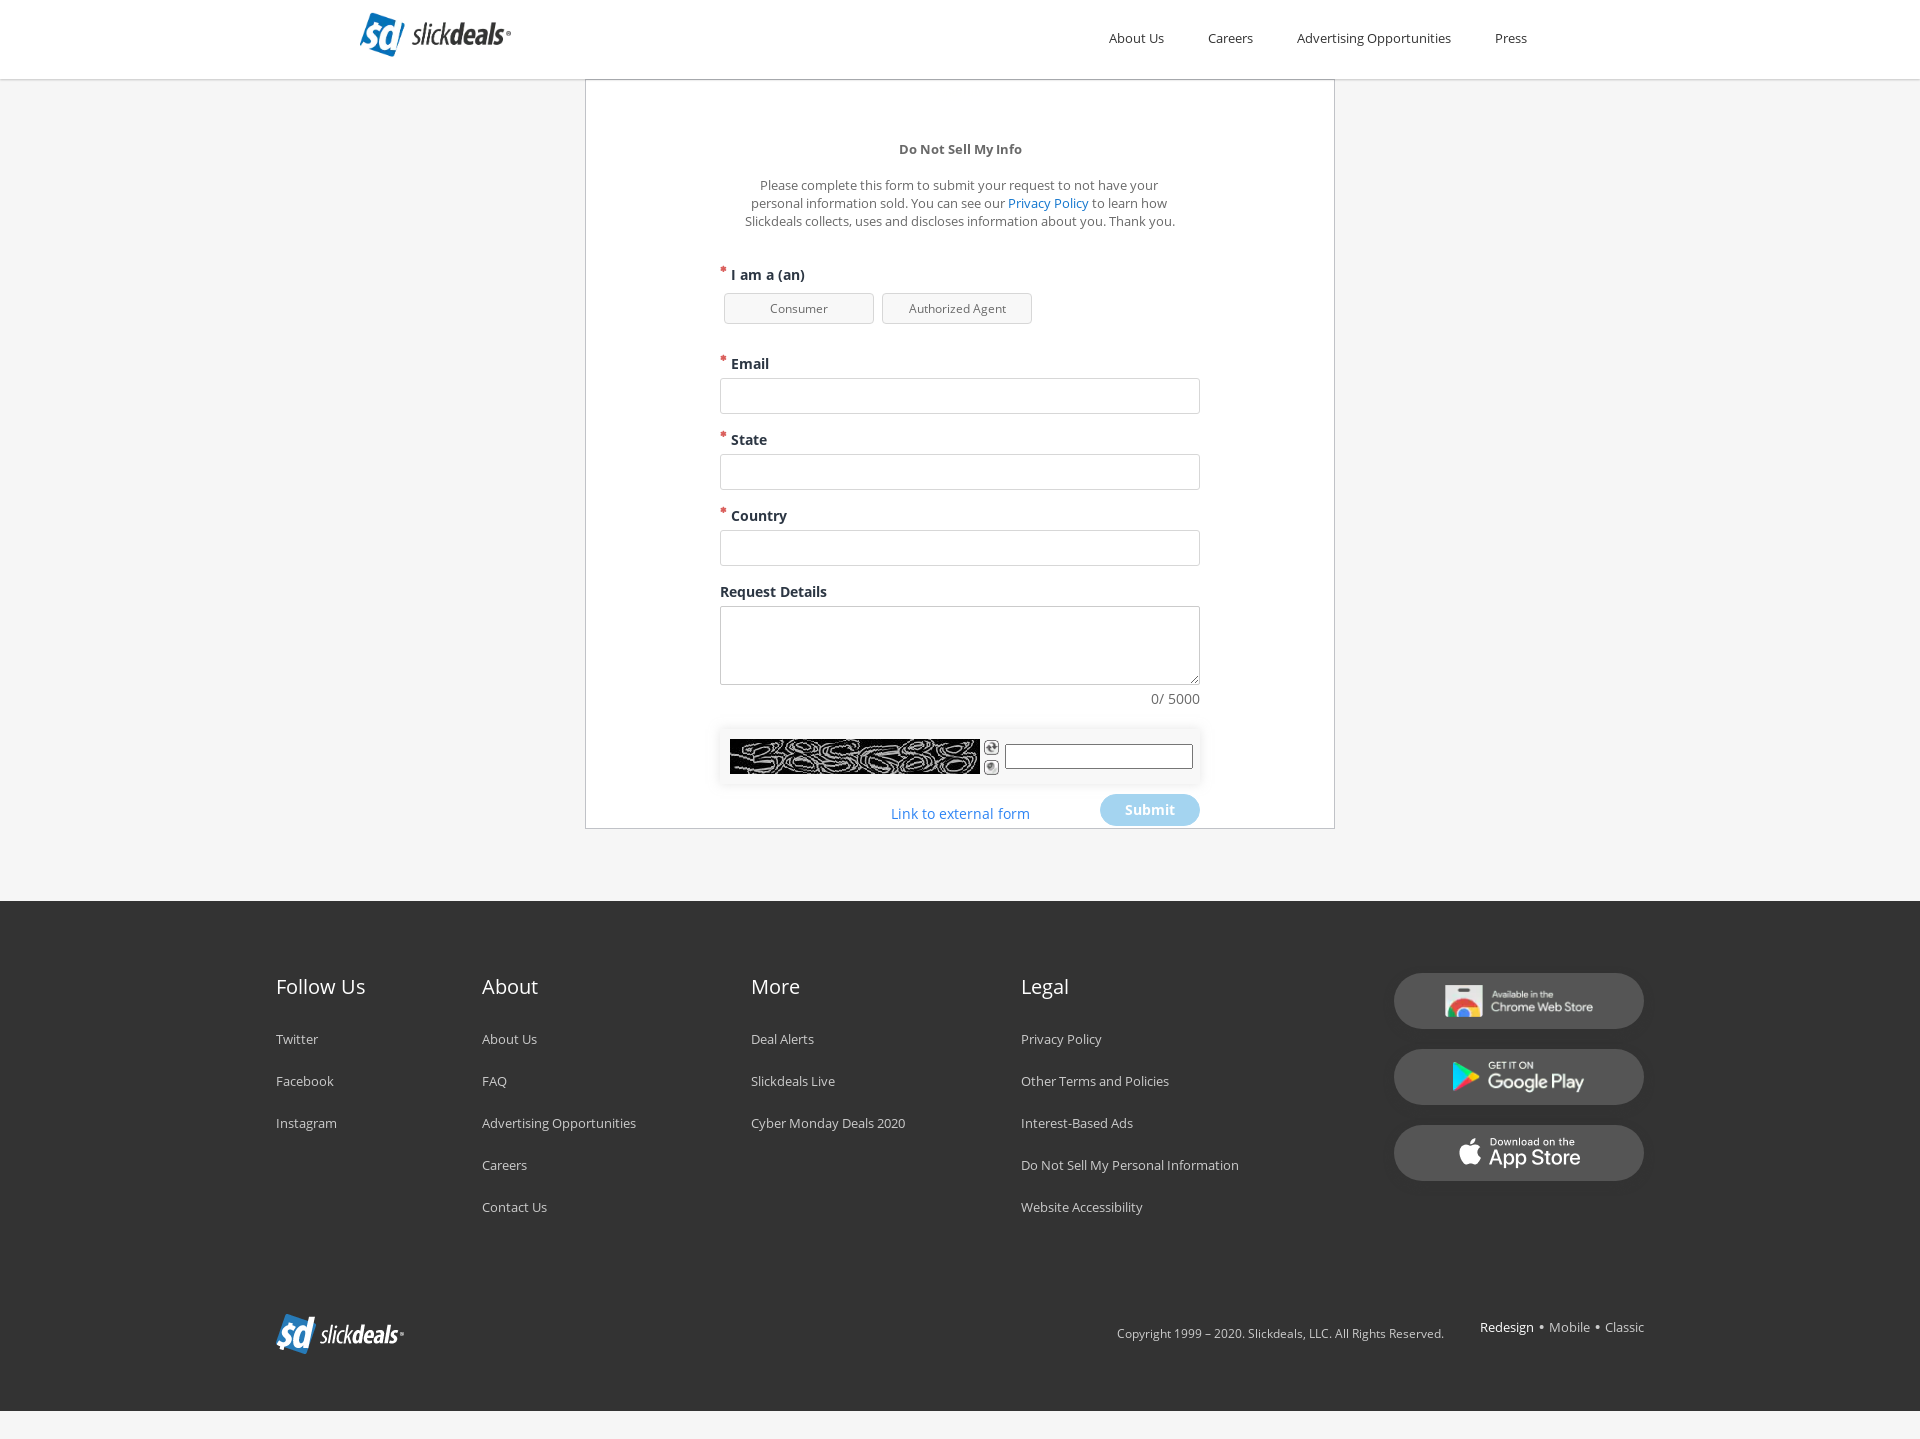 slickdeals
About Us
Careers
Advertising Opportunities
Press
Do Not Sell My Info
Please complete this form to submit your request to not have your
personal information sold. You can see our Privacy Policy to learn how
Slickdeals collects, uses and discloses information about you. Thank you.
* I am a (an)
Consumer
Authorized Agent
* Email
* State
* Country
Request Details
0/ 5000
Link to external form
Submit
Follow Us
Twitter
Facebook
Instagram
About
About Us
FAQ
Advertising Opportunities
Careers
Contact Us
More
Deal Alerts
Slickdeals Live
Cyber Monday Deals 2020
Legal
Privacy Policy
Other Terms and Policies
Interest-Based Ads
Do Not Sell My Personal Information
Website Accessibility
Available in the
Chrome Web Store
GET IT ON
Google Play
Download on the
App Store
slickdeals
Copyright 1999 – 2020. Slickdeals, LLC. All Rights Reserved.
Redesign • Mobile • Classic